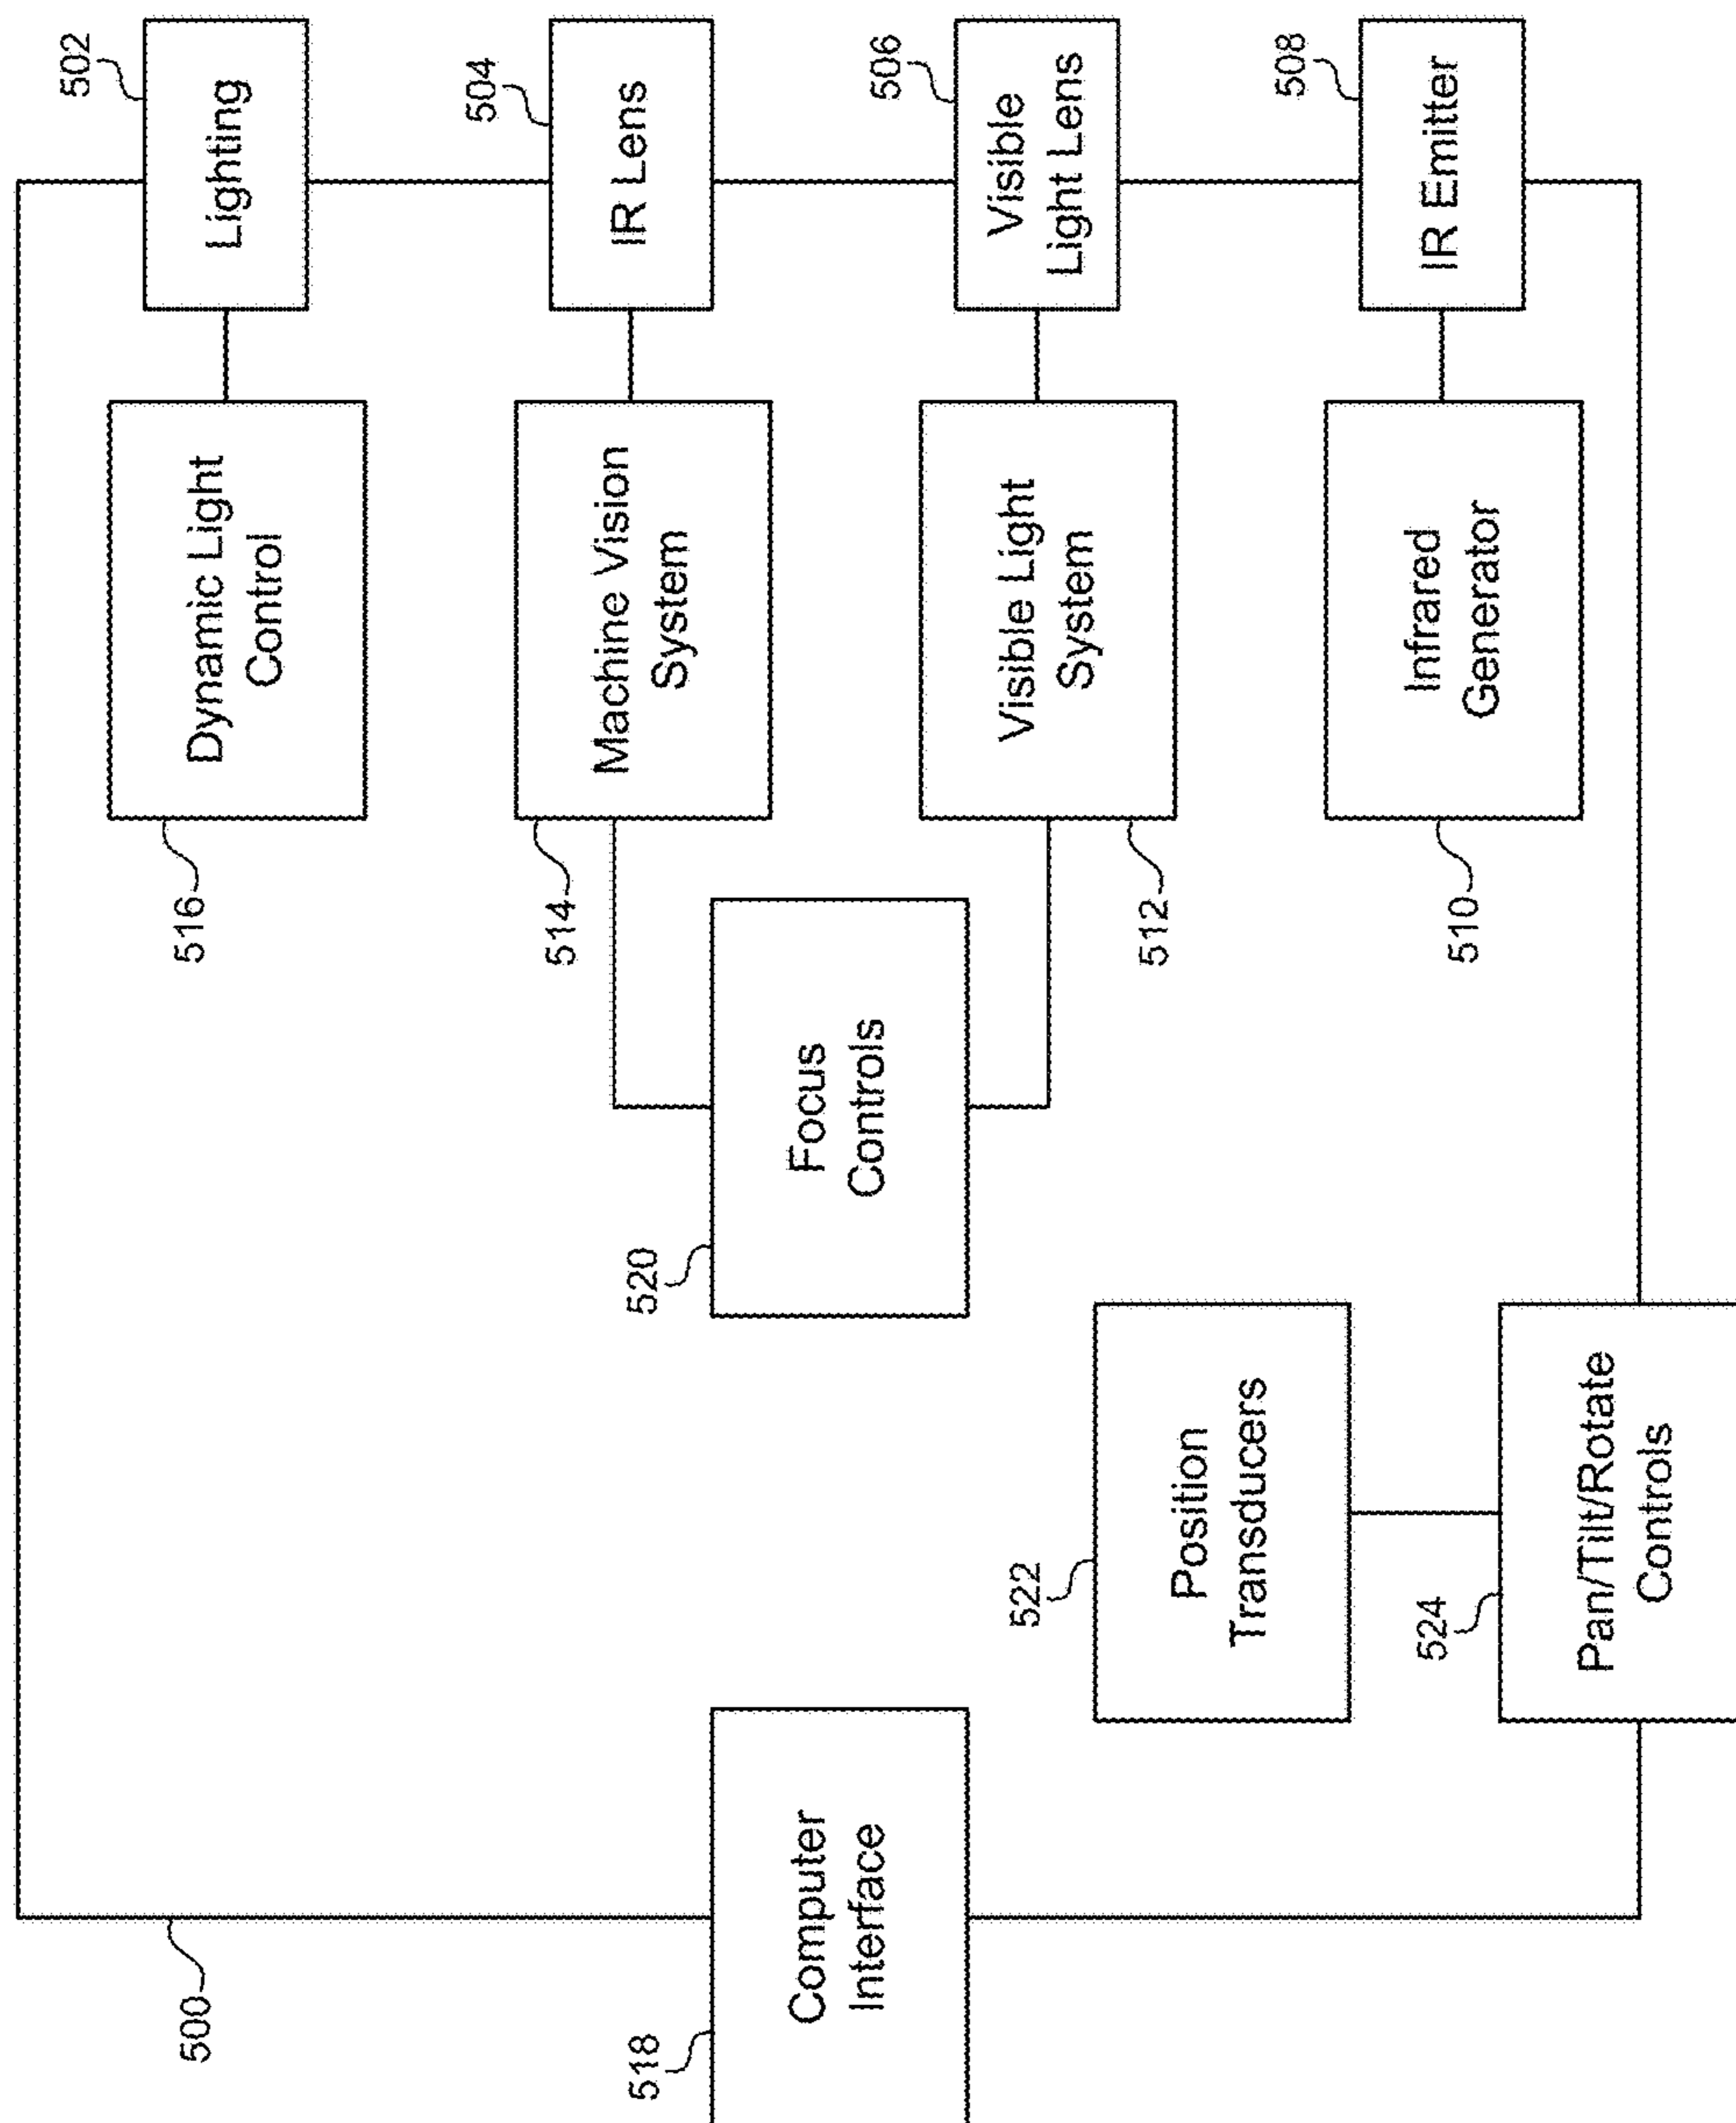 502
Lighting
504
IR Lens
506
Visible
Light Lens
508
IR Emitter
Dynamic Light
Control
516
Machine Vision
System
514
Visible Light
System
512
Infrared
Generator
510
Focus
Controls
520
Position
Transducers
522
Pan/Tilt/Rotate
Controls
524
Computer
Interface
518
500